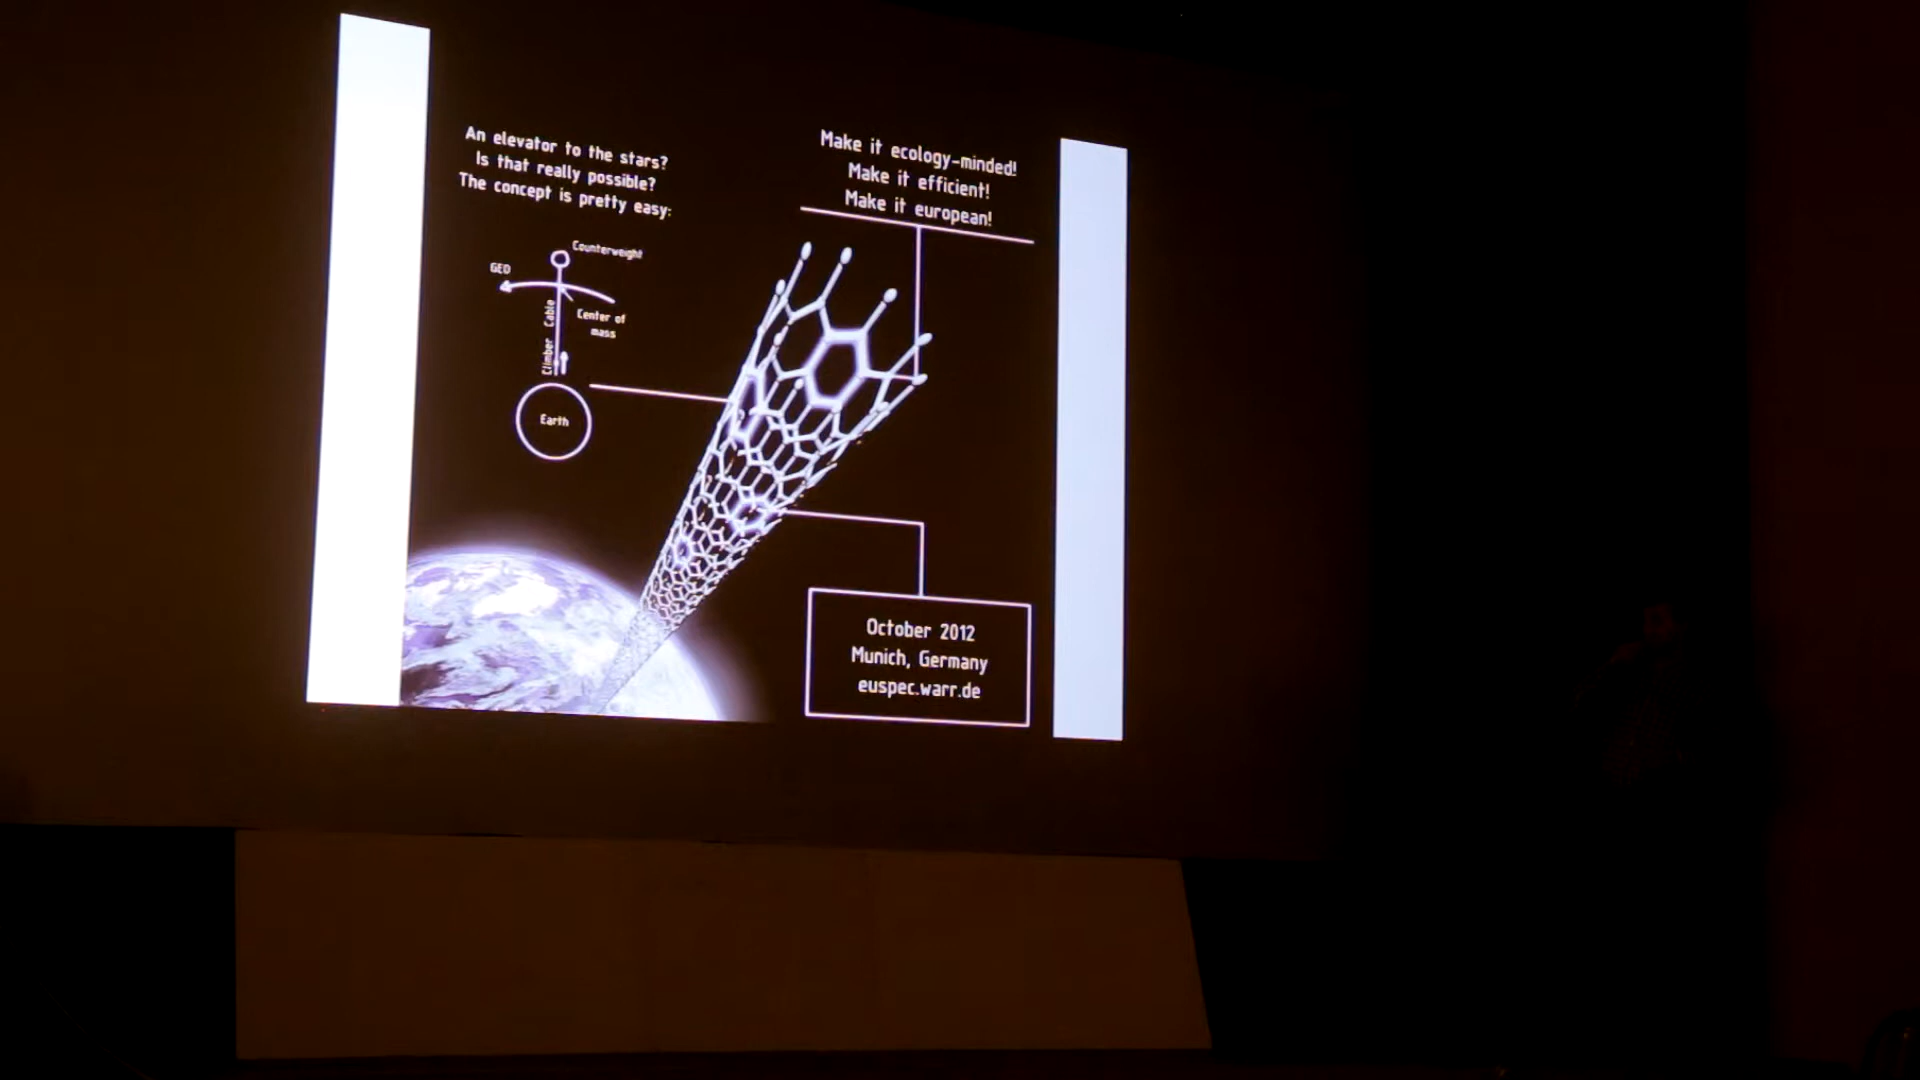 An elevator to the stars?
Is that really possible?
The concept is pretty easy:
Counterweight
GEO
Center of
mass
Climber Cable
Earth
Make it ecology-minded!
Make it efficient!
Make it european!
October 2012
Munich, Germany
euspec.warr.de